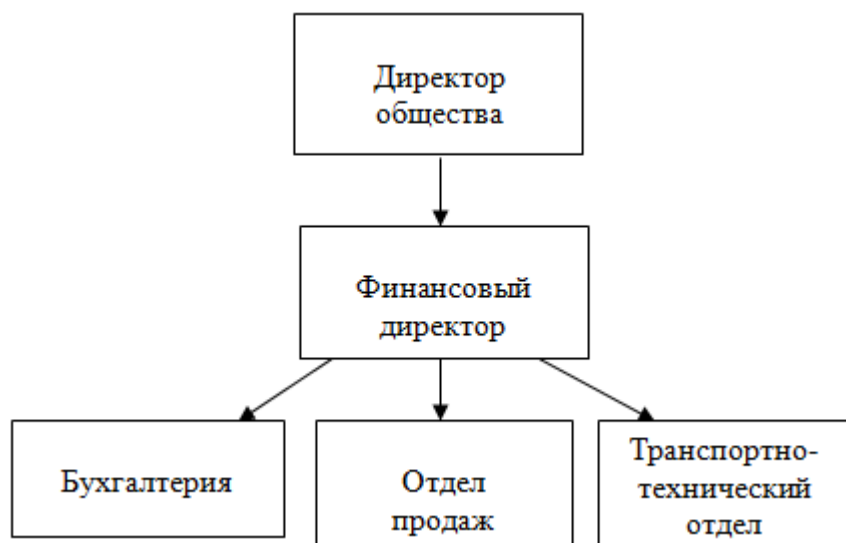 Директор
общества
Финансовый
директор
Бухгалтерия
Отдел
продаж
Транспортно-
технический
отдел